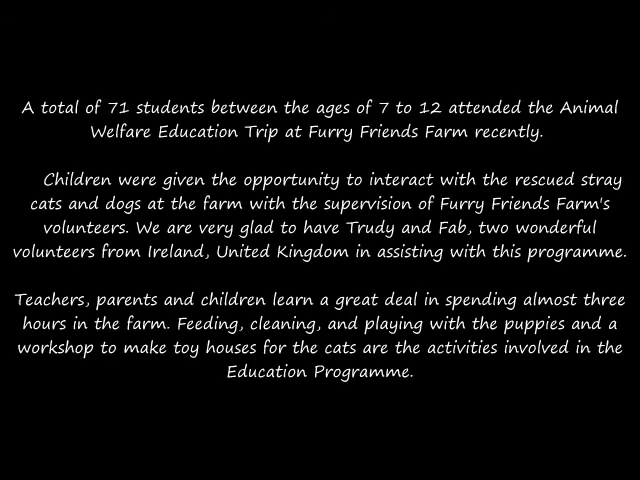 A total of 71 students between the ages of 7 to 12 attended the Animal
Welfare Education Trip at Furry Friends Farm recently.
Children were given the opportunity to interact with the rescued stray
cats and dogs at the farm with the supervision of Furry Friends Farm's
volunteers. We are very glad to have Trudy and Fab, two wonderful
volunteers from Ireland, United Kingdom in assisting with this programme.
Teachers, parents and children learn a great deal in spending almost three
hours in the farm. Feeding, cleaning, and playing with the puppies and a
workshop to make toy houses for the cats are the activities involved in the
Education Programme.